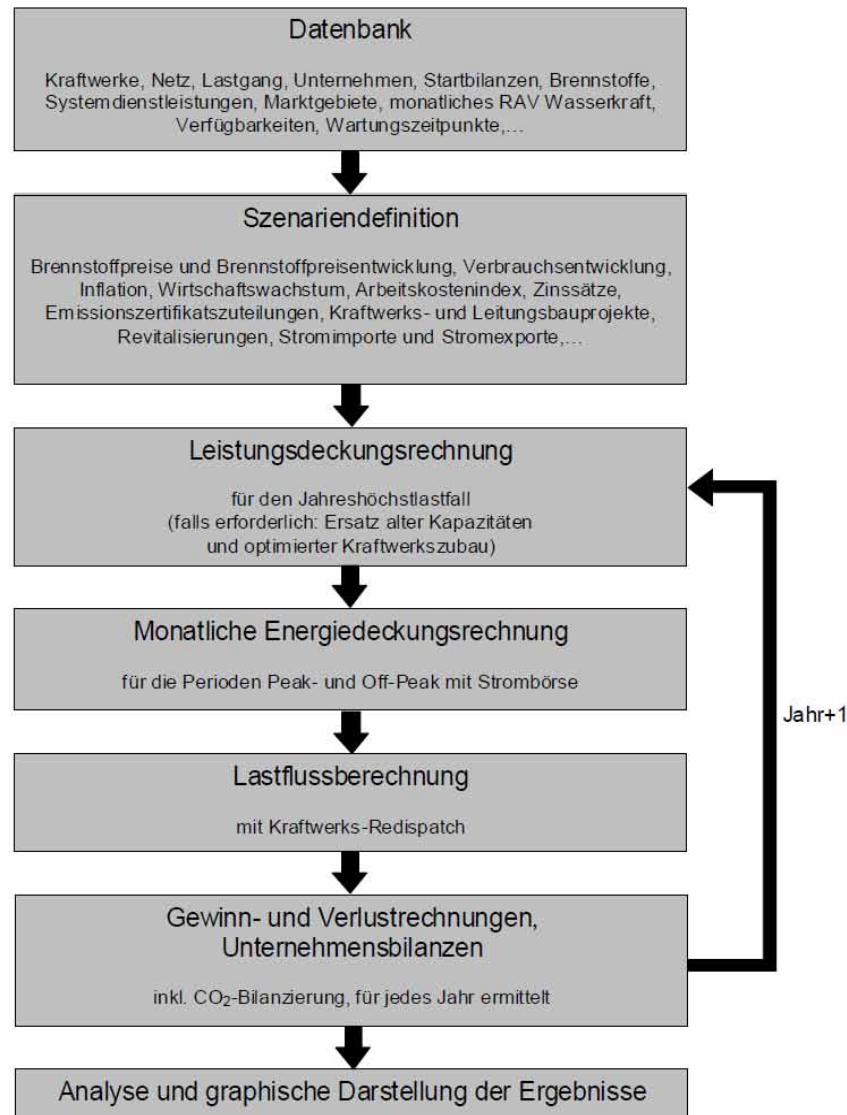 Datenbank
Kraftwerke, Netz, Lastgang, Unternehmen, Startbilanzen, Brennstoffe,
Systemdienstleistungen, Marktgebiete, monatliches RAV Wasserkraft,
Verfügbarkeiten, Wartungszeitpunkte,...
Szenariendefinition
Brennstoffpreise und Brennstoffpreisentwicklung, Verbrauchsentwicklung,
Inflation, Wirtschaftswachstum, Arbeitskostenindex, Zinssätze,
Emissionszertifikatszuteilungen, Kraftwerks- und Leitungsbauprojekte,
Revitalisierungen, Stromimporte und Stromexporte,...
Leistungsdeckungsrechnung
für den Jahreshöchstlastfall
(falls erforderlich: Ersatz alter Kapazitäten
und optimierter Kraftwerkszubau)
Monatliche Energiedeckungsrechnung
für die Perioden Peak- und Off-Peak mit Strombörse
Jahr+1
Lastflussberechnung
mit Kraftwerks-Redispatch
Gewinn- und Verlustrechnungen,
Unternehmensbilanzen
inkl. CO₂-Bilanzierung, für jedes Jahr ermittelt
Analyse und graphische Darstellung der Ergebnisse